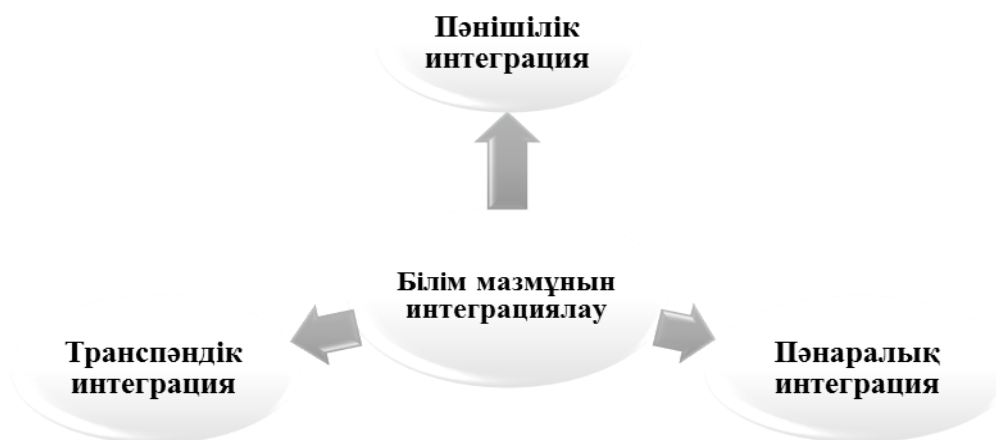 Пәнішілік
интеграция
Білім мазмұнын
интеграциялау
Транспәндік
интеграция
Пәнаралық
интеграция